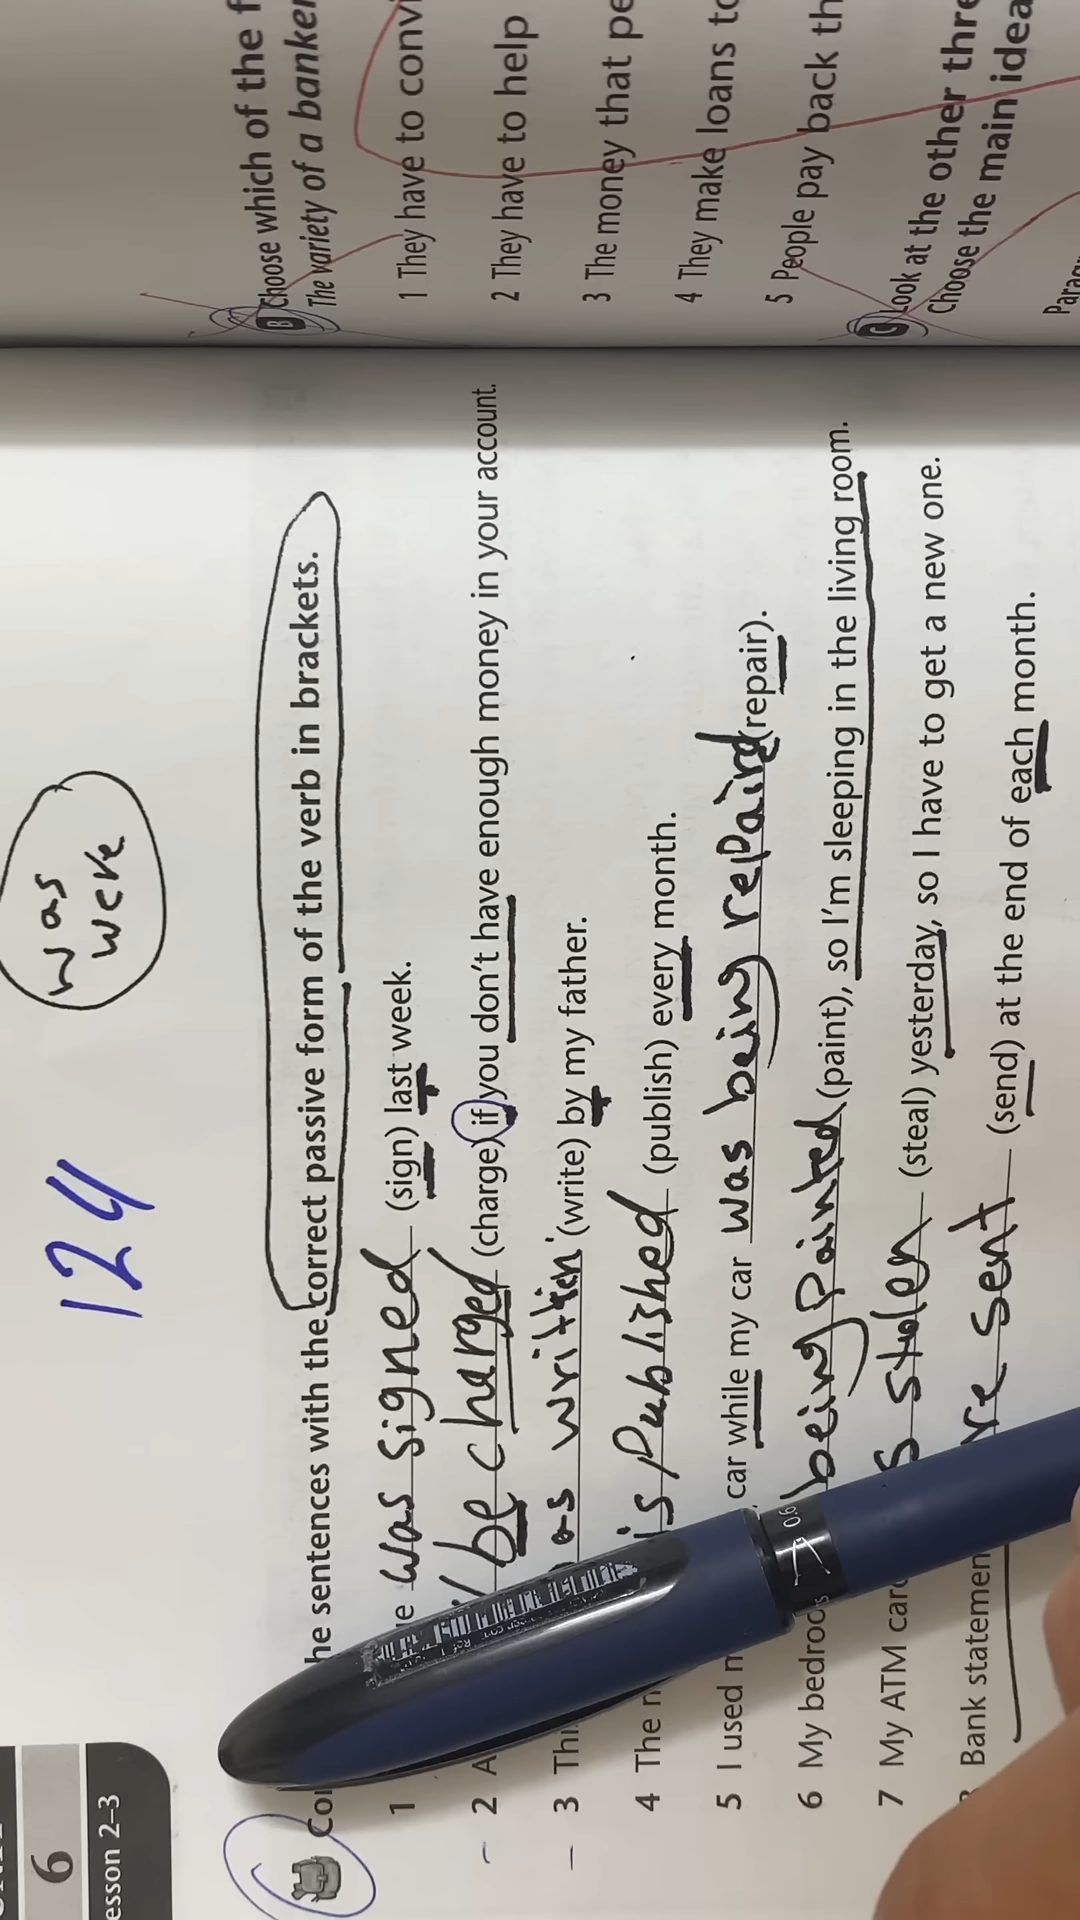 124
was
were
6
esson 2–3
he sentences with the correct passive form of the verb in brackets.
1 was signed (sign) last week.
2 A be charged (charge) if you don't have enough money in your account.
3 Thi as written (write) by my father.
4 The is Published (publish) every month.
5 I used car while my car was being repaired (repair).
6 My bedroo being painted (paint), so I'm sleeping in the living room.
7 My ATM car s stolen (steal) yesterday, so I have to get a new one.
Bank statemen re sent (send) at the end of each month.
B Choose which of the f
The variety of a banker
1 They have to convi
2 They have to help
3 The money that pe
4 They make loans to
5 People pay back th
C Look at the other thre
Choose the main idea
Parag